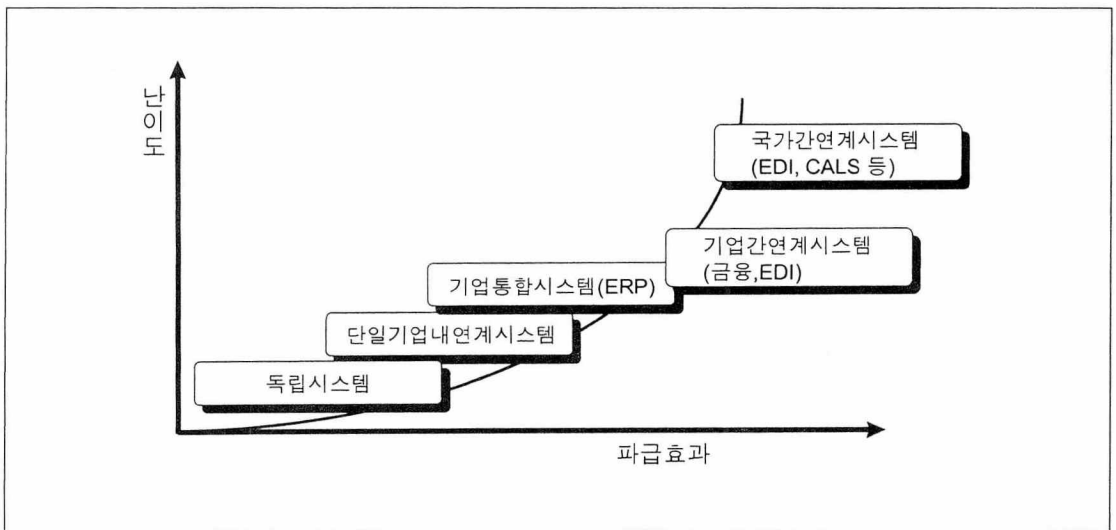 난이도
국가간연계시스템
(EDI, CALS 등)
기업간연계시스템
(금융,EDI)
기업통합시스템(ERP)
단일기업내연계시스템
독립시스템
파급효과